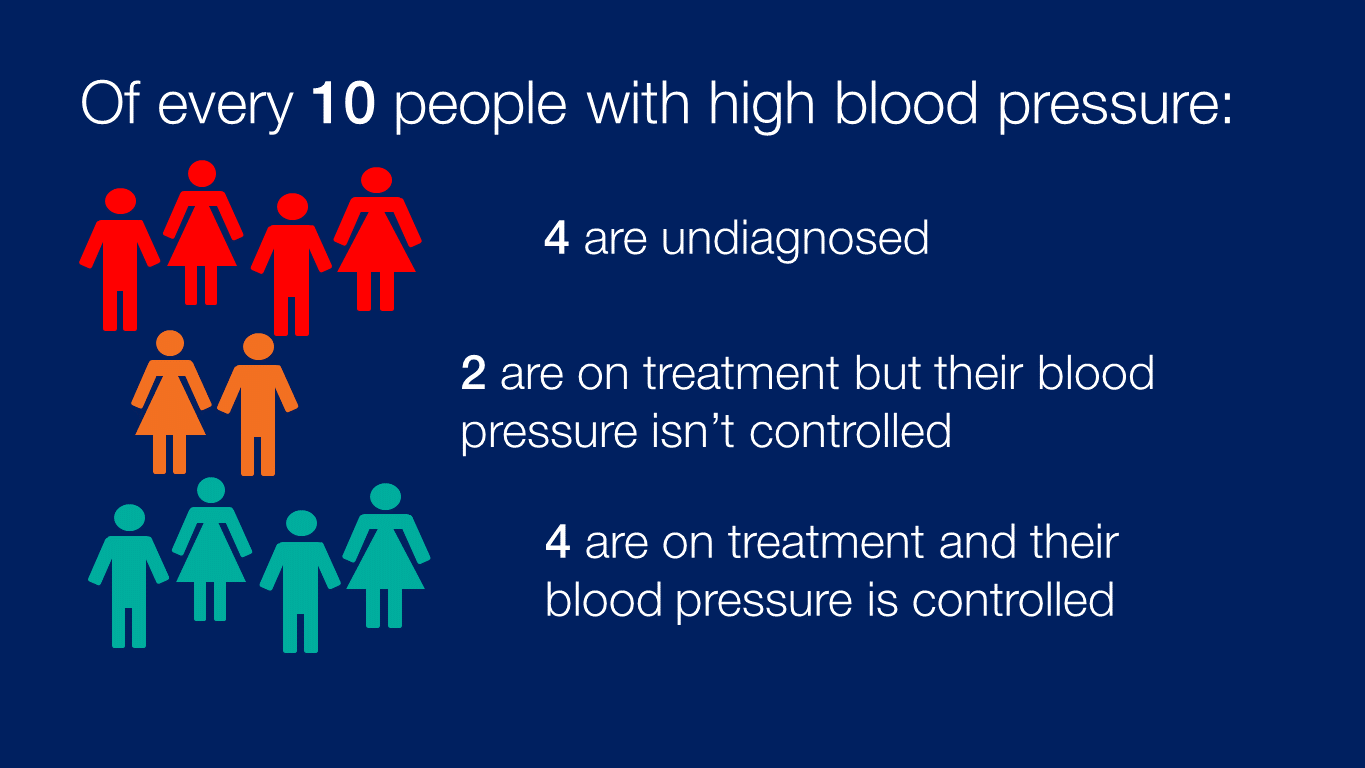 Of every 10 people with high blood pressure:
4 are undiagnosed
2 are on treatment but their blood
pressure isn’t controlled
4 are on treatment and their
blood pressure is controlled